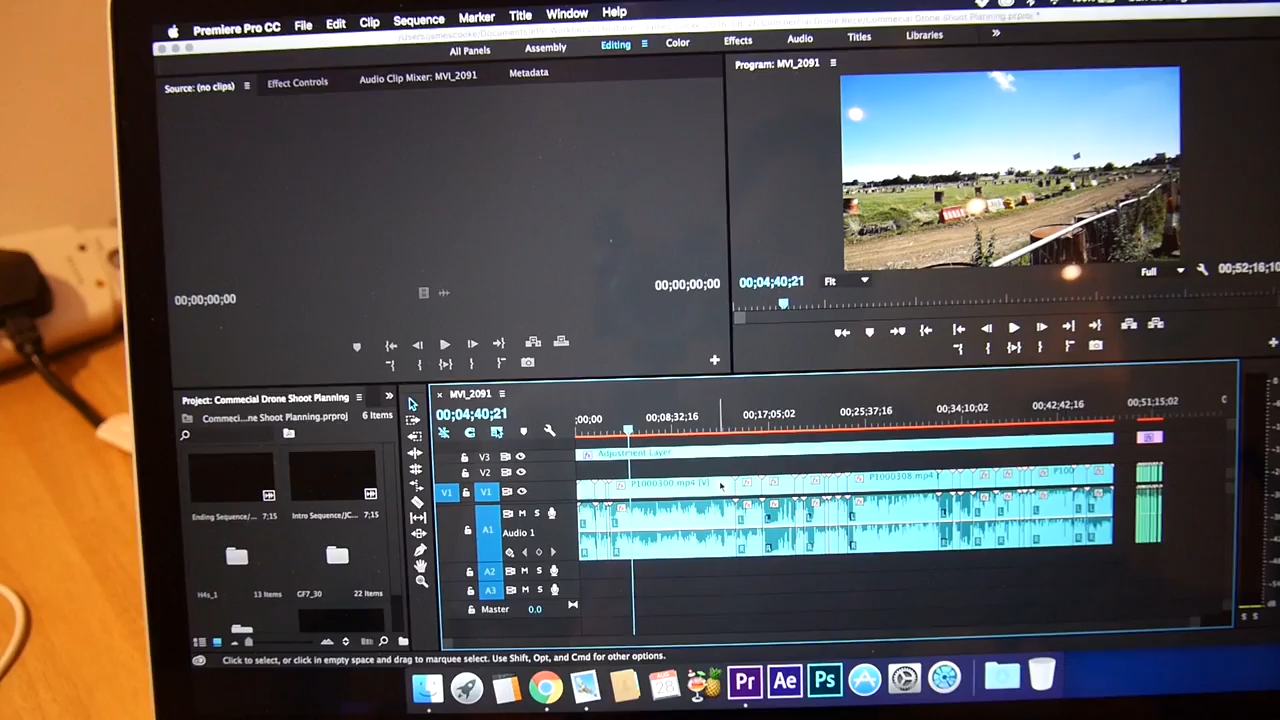 Premiere Pro CC File Edit Clip Sequence Marker Title Window Help
All Panels Assembly Editing Color Effects Audio Titles Libraries
Source: (no clips) Effect Controls Audio Clip Mixer: MVI_2091 Metadata
Program: MVI_2091
00;00;00;00 00;00;00;00
00;04;40;21 Fit Full 00;52;16;10
Project: Commecial Drone Shoot Planning
Commeci...ne Shoot Planning.prproj 6 Items
Ending Sequence/... 7;15 Intro Sequence/JC... 7;15
H4s_1 13 Items GF7_30 22 Items
MVI_2091
00;04;40;21
;00;00 00;08;32;16 00;17;05;02 00;25;37;16 00;34;10;02 00;42;42;16 00;51;15;02
V3 Adjustment Layer
V2
V1 V1 P1000300.mp4 [V] P1000308.mp4 P100
A1 M S
Audio 1
A2 M S
A3 M S
Master 0.0
Click to select, or click in empty space and drag to marquee select. Use Shift, Opt, and Cmd for other options.
AUG 28 Pr Ae Ps